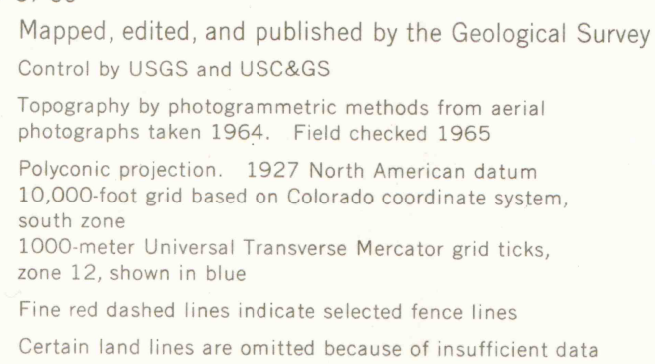 Mapped, edited, and published by the Geological Survey
Control by USGS and USC&GS
Topography by photogrammetric methods from aerial
photographs taken 1964. Field checked 1965
Polyconic projection. 1927 North American datum
10,000-foot grid based on Colorado coordinate system,
south zone
1000-meter Universal Transverse Mercator grid ticks,
zone 12, shown in blue
Fine red dashed lines indicate selected fence lines
Certain land lines are omitted because of insufficient data